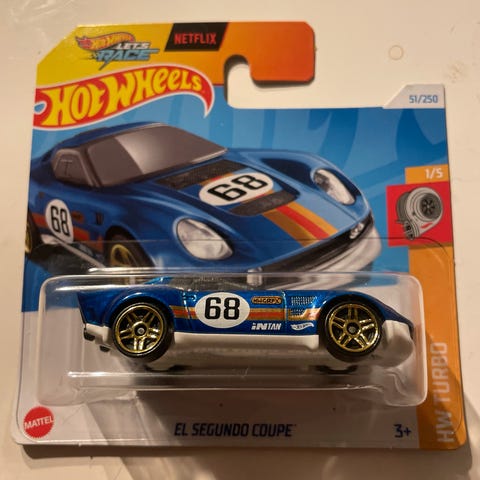 Hot Wheels
LET'S
RACE
NETFLIX
Hot Wheels
51/250
1/5
68
68
68
INTAN
HW TURBO
MATTEL
EL SEGUNDO COUPE
3+